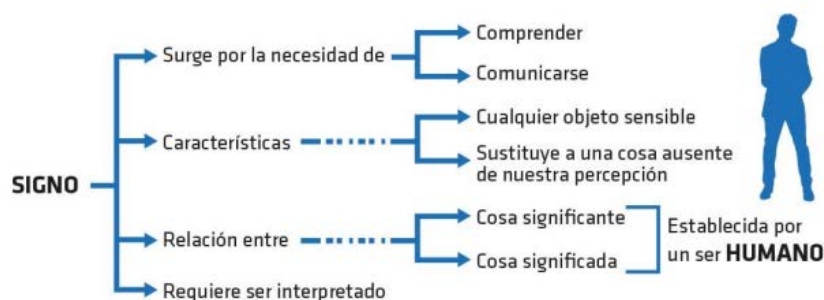 SIGNO
Surge por la necesidad de
Comprender
Comunicarse
Características
Cualquier objeto sensible
Sustituye a una cosa ausente
de nuestra percepción
Relación entre
Cosa significante
Cosa significada
Establecida por
un ser HUMANO
Requiere ser interpretado